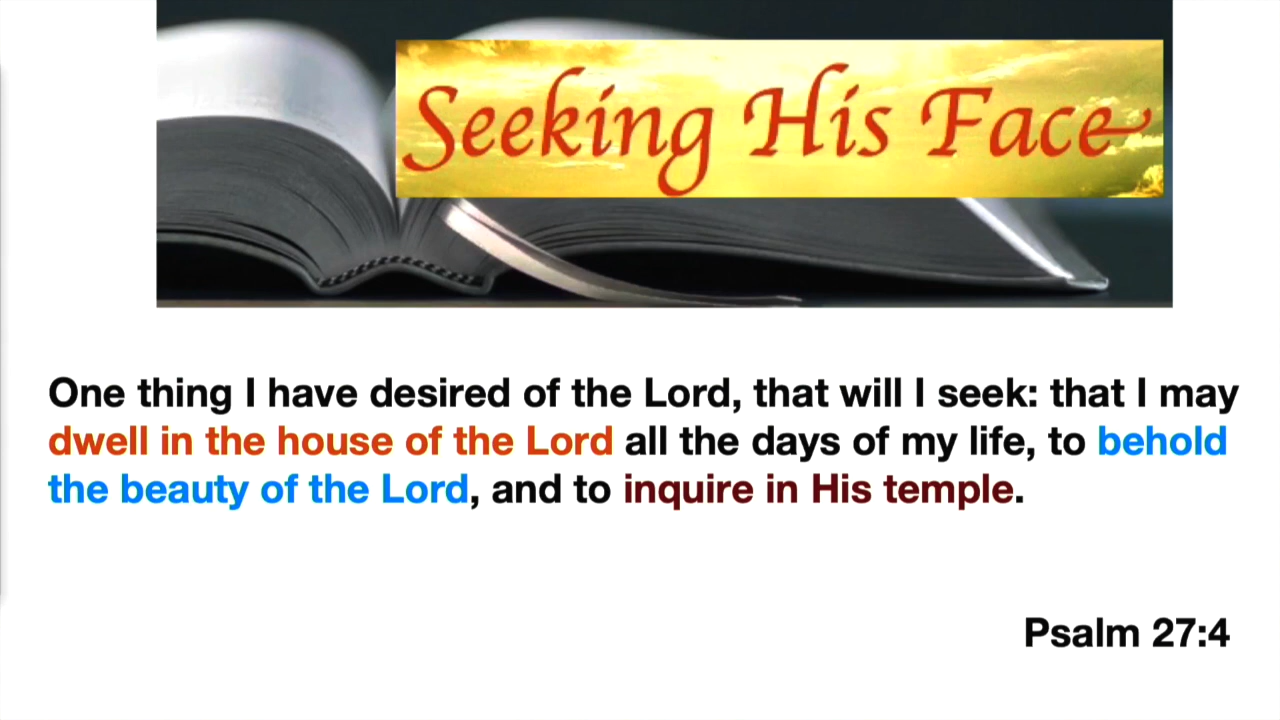 Seeking His Face
One thing I have desired of the Lord, that will I seek: that I may
dwell in the house of the Lord all the days of my life, to behold
the beauty of the Lord, and to inquire in His temple.
Psalm 27:4